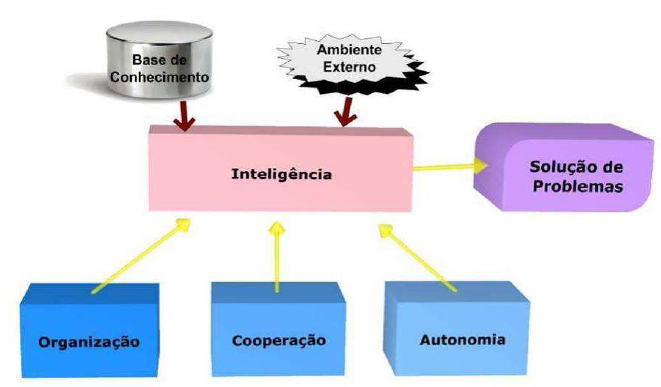 Base de
Conhecimento
Ambiente
Externo
Inteligência
Solução de
Problemas
Organização
Cooperação
Autonomia